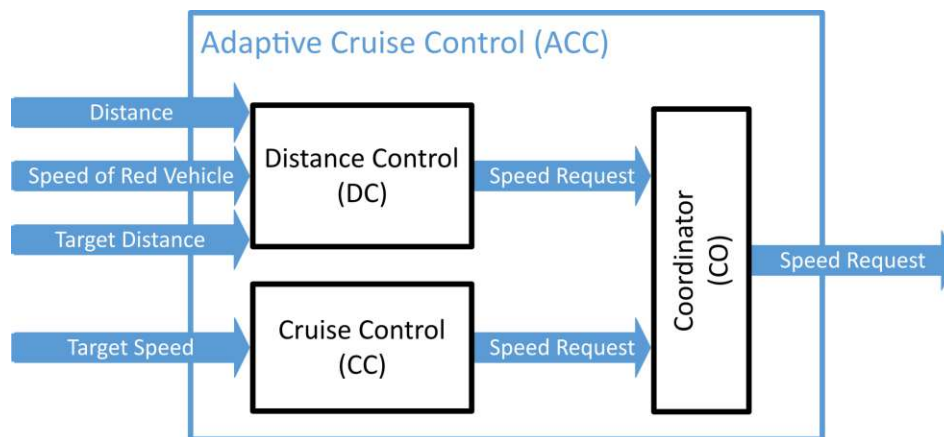 Adaptive Cruise Control (ACC)
Distance
Speed of Red Vehicle
Target Distance
Distance Control
(DC)
Speed Request
Target Speed
Cruise Control
(CC)
Speed Request
Coordinator
(CO)
Speed Request